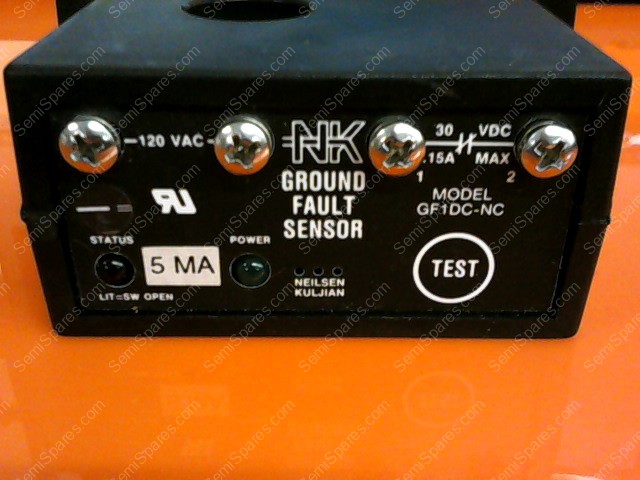 120 VAC
NK
30 VDC
.15A MAX
1 2
GROUND
FAULT
SENSOR
MODEL
GF1DC-NC
STATUS
POWER
5 MA
TEST
LIT=SW OPEN
NEILSEN
KULJIAN
SemiSpares.com